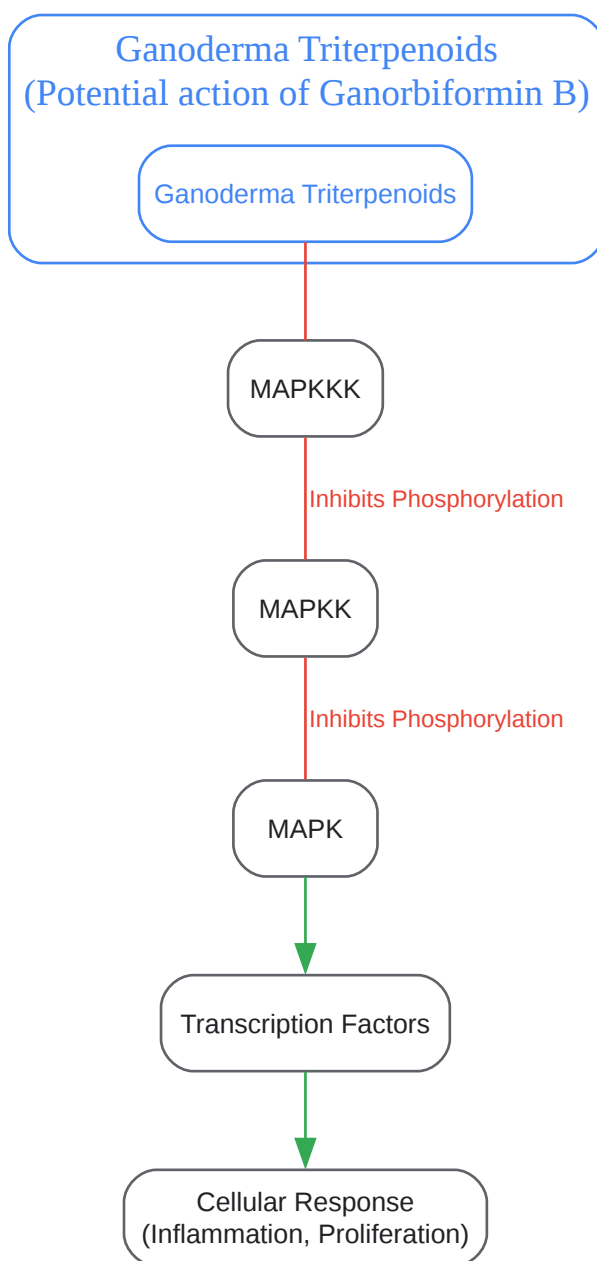 Ganoderma Triterpenoids
(Potential action of Ganorbiformin B)
Ganoderma Triterpenoids
MAPKKK
Inhibits Phosphorylation
MAPKK
Inhibits Phosphorylation
MAPK
Transcription Factors
Cellular Response
(Inflammation, Proliferation)